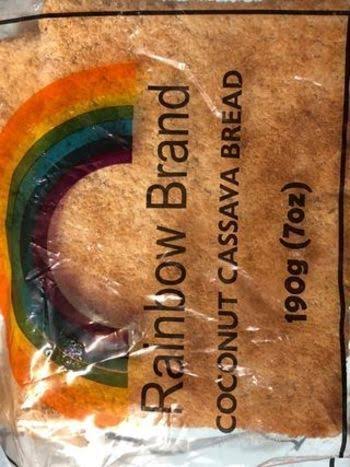 Rainbow Brand
COCONUT CASSAVA BREAD
190g (7oz)